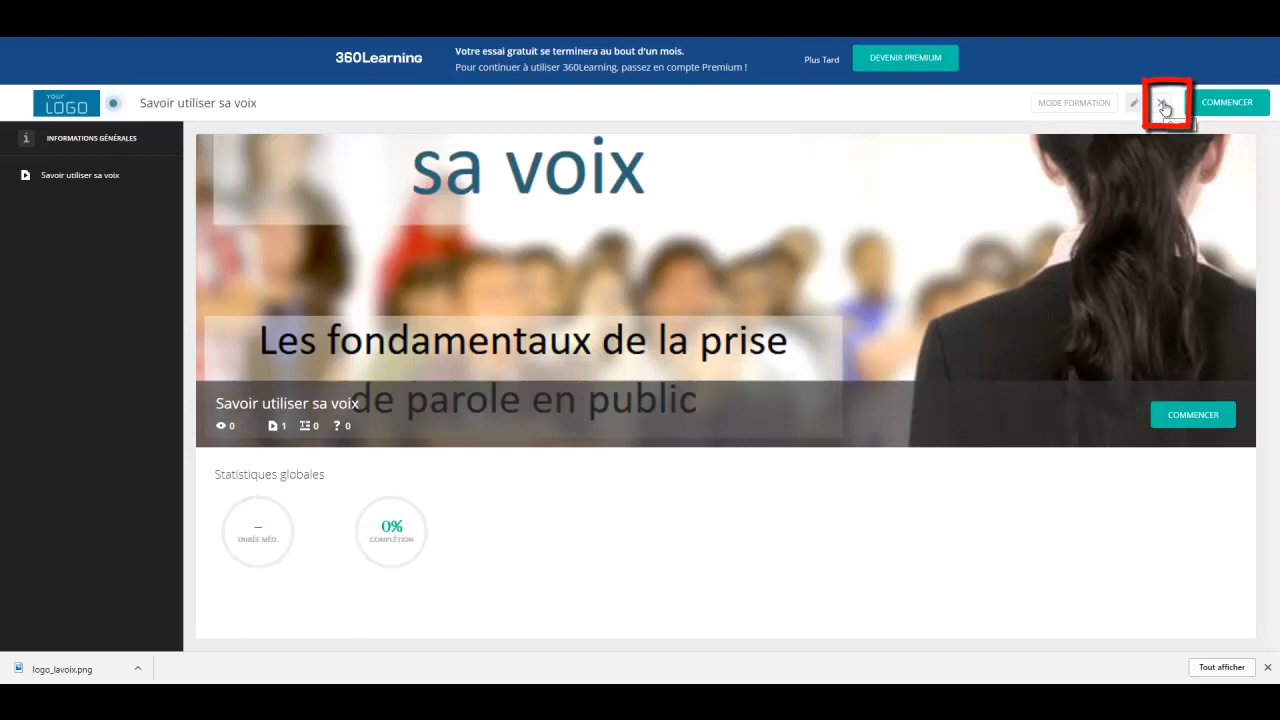 360Learning
Votre essai gratuit se terminera au bout d'un mois.
Pour continuer à utiliser 360Learning, passez en compte Premium !
Plus Tard
DEVENIR PREMIUM
YOUR
LOGO
Savoir utiliser sa voix
MODE FORMATION
COMMENCER
INFORMATIONS GÉNÉRALES
Savoir utiliser sa voix
sa voix
Les fondamentaux de la prise
de parole en public
Savoir utiliser sa voix
0 1 0 ? 0
COMMENCER
Statistiques globales
–
DURÉE MÉD.
0%
COMPLÉTION
logo_lavoix.png
Tout afficher